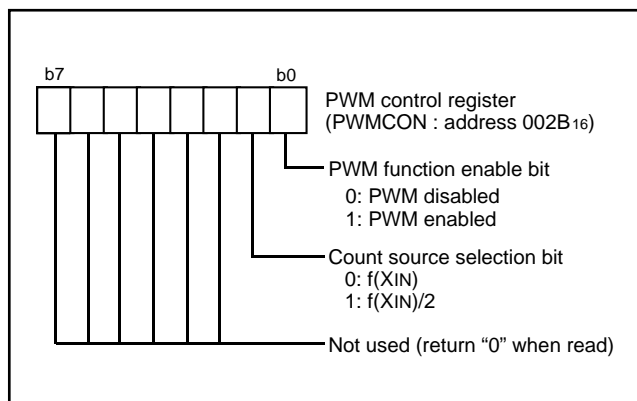 b7 b0
PWM control register
(PWMCON : address 002B16)
PWM function enable bit
0: PWM disabled
1: PWM enabled
Count source selection bit
0: f(XIN)
1: f(XIN)/2
Not used (return “0” when read)